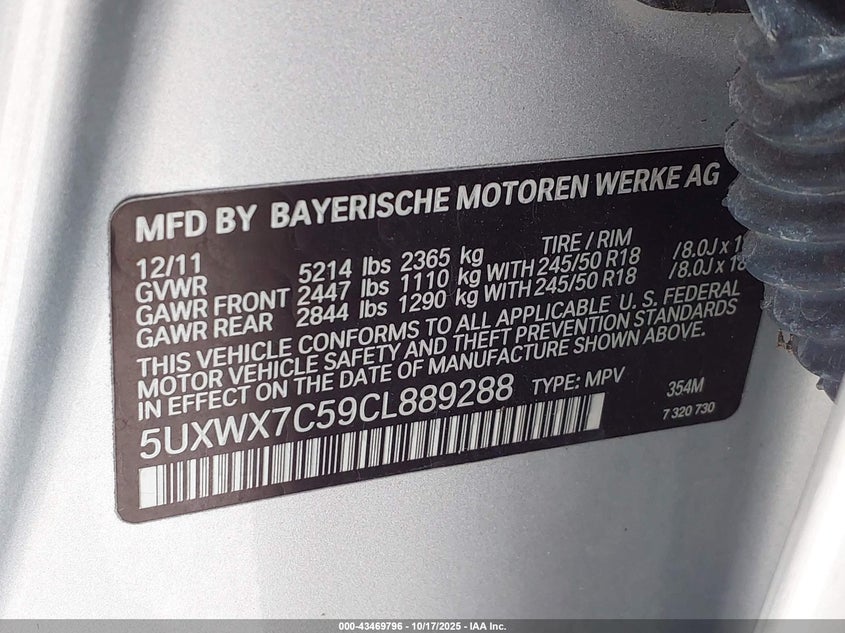 MFD BY BAYERISCHE MOTOREN WERKE AG
12/11 TIRE / RIM
GVWR 5214 lbs 2365 kg
GAWR FRONT 2447 lbs 1110 kg WITH 245/50 R18 /8.0J x 18
GAWR REAR 2844 lbs 1290 kg WITH 245/50 R18 /8.0J x 18
THIS VEHICLE CONFORMS TO ALL APPLICABLE U. S. FEDERAL
MOTOR VEHICLE SAFETY AND THEFT PREVENTION STANDARDS
IN EFFECT ON THE DATE OF MANUFACTURE SHOWN ABOVE.
5UXWX7C59CL889288 TYPE: MPV 354M
7 320 730
000-43469796 - 10/17/2025 - IAA Inc.